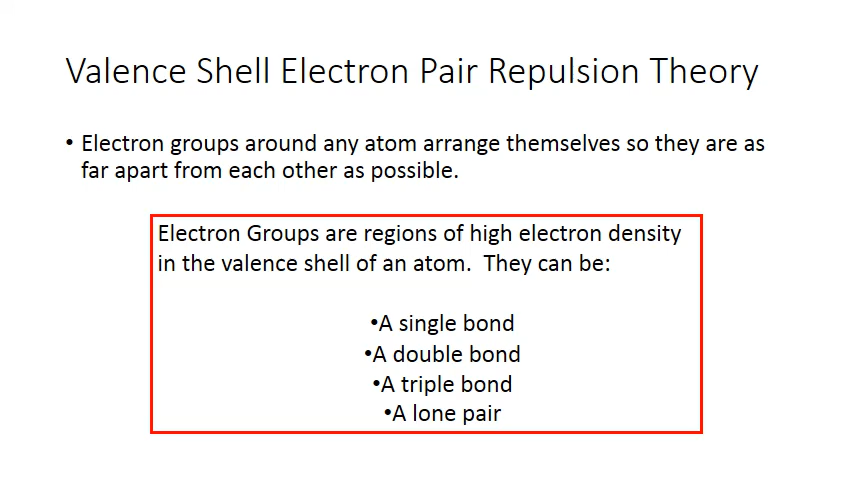 Valence Shell Electron Pair Repulsion Theory
• Electron groups around any atom arrange themselves so they are as
far apart from each other as possible.
Electron Groups are regions of high electron density
in the valence shell of an atom.  They can be:
•A single bond
•A double bond
•A triple bond
•A lone pair